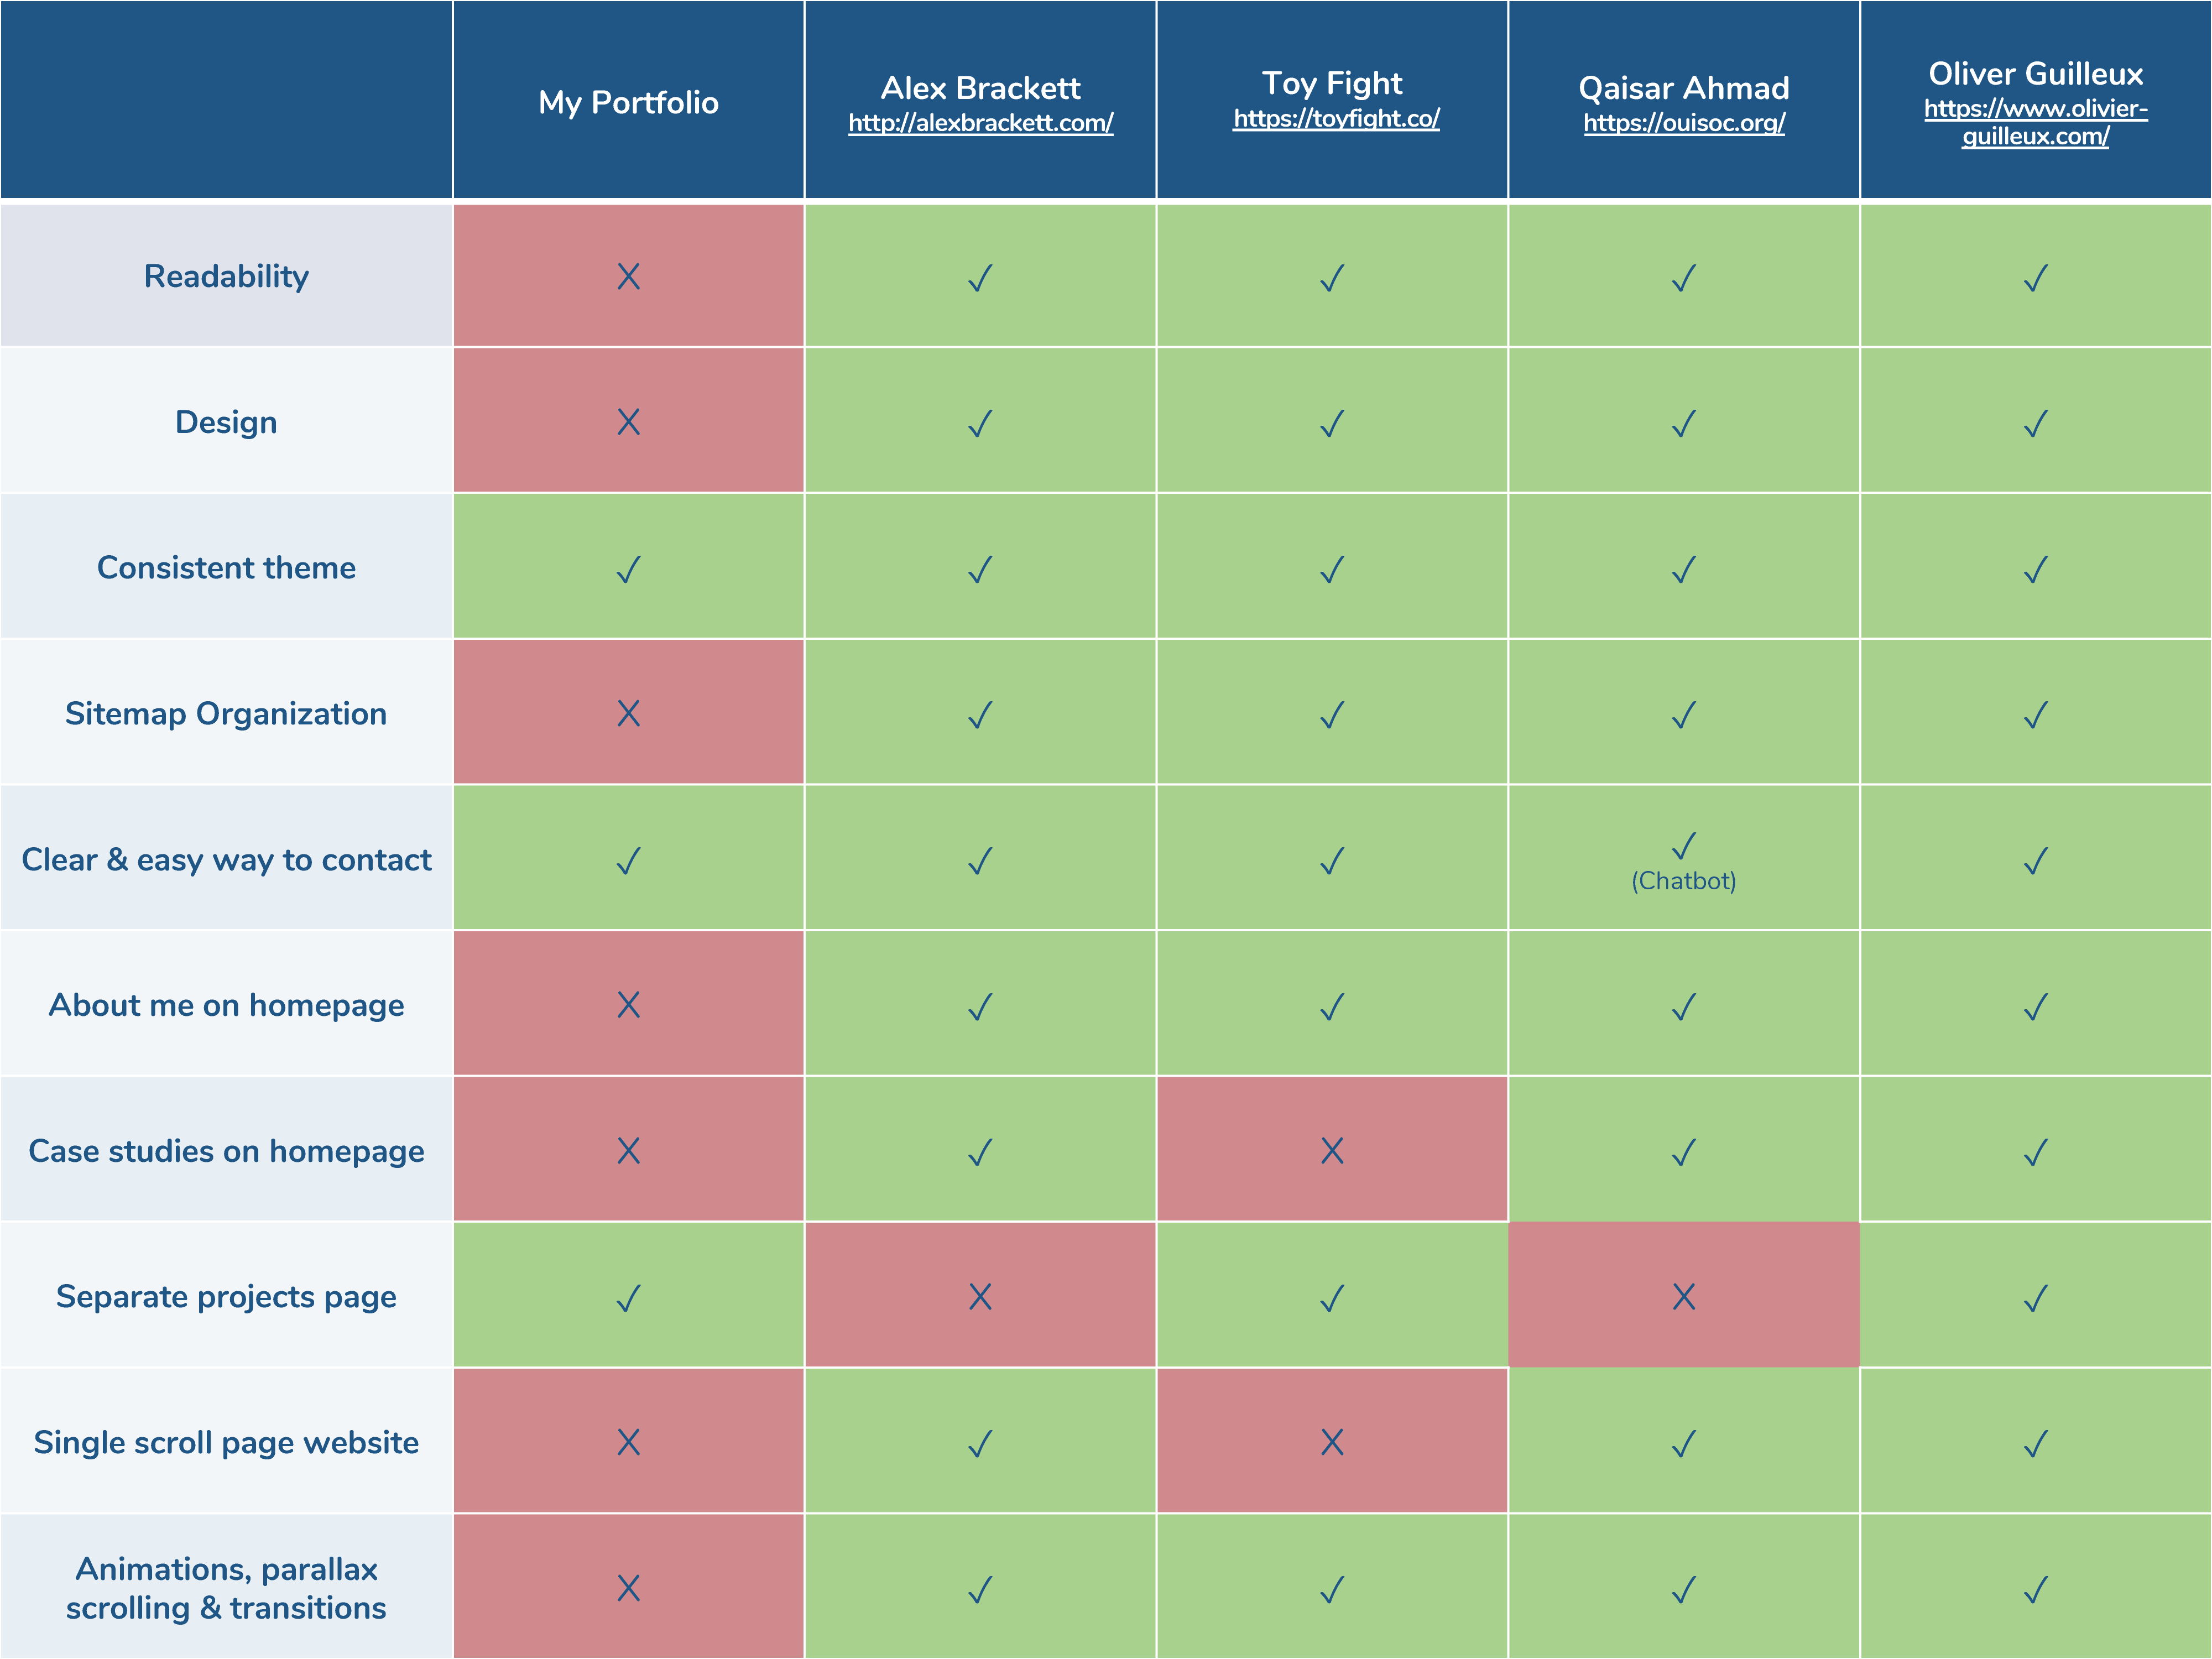 My Portfolio
Alex Brackett
http://alexbrackett.com/
Toy Fight
https://toyfight.co/
Qaisar Ahmad
https://ouisoc.org/
Oliver Guilleux
https://www.olivier-
guilleux.com/
Readability
X ✓ ✓ ✓ ✓
Design
X ✓ ✓ ✓ ✓
Consistent theme
✓ ✓ ✓ ✓ ✓
Sitemap Organization
X ✓ ✓ ✓ ✓
Clear & easy way to contact
✓ ✓ ✓ ✓ ✓
(Chatbot)
About me on homepage
X ✓ ✓ ✓ ✓
Case studies on homepage
X ✓ X ✓ ✓
Separate projects page
✓ X ✓ X ✓
Single scroll page website
X ✓ X ✓ ✓
Animations, parallax
scrolling & transitions
X ✓ ✓ ✓ ✓